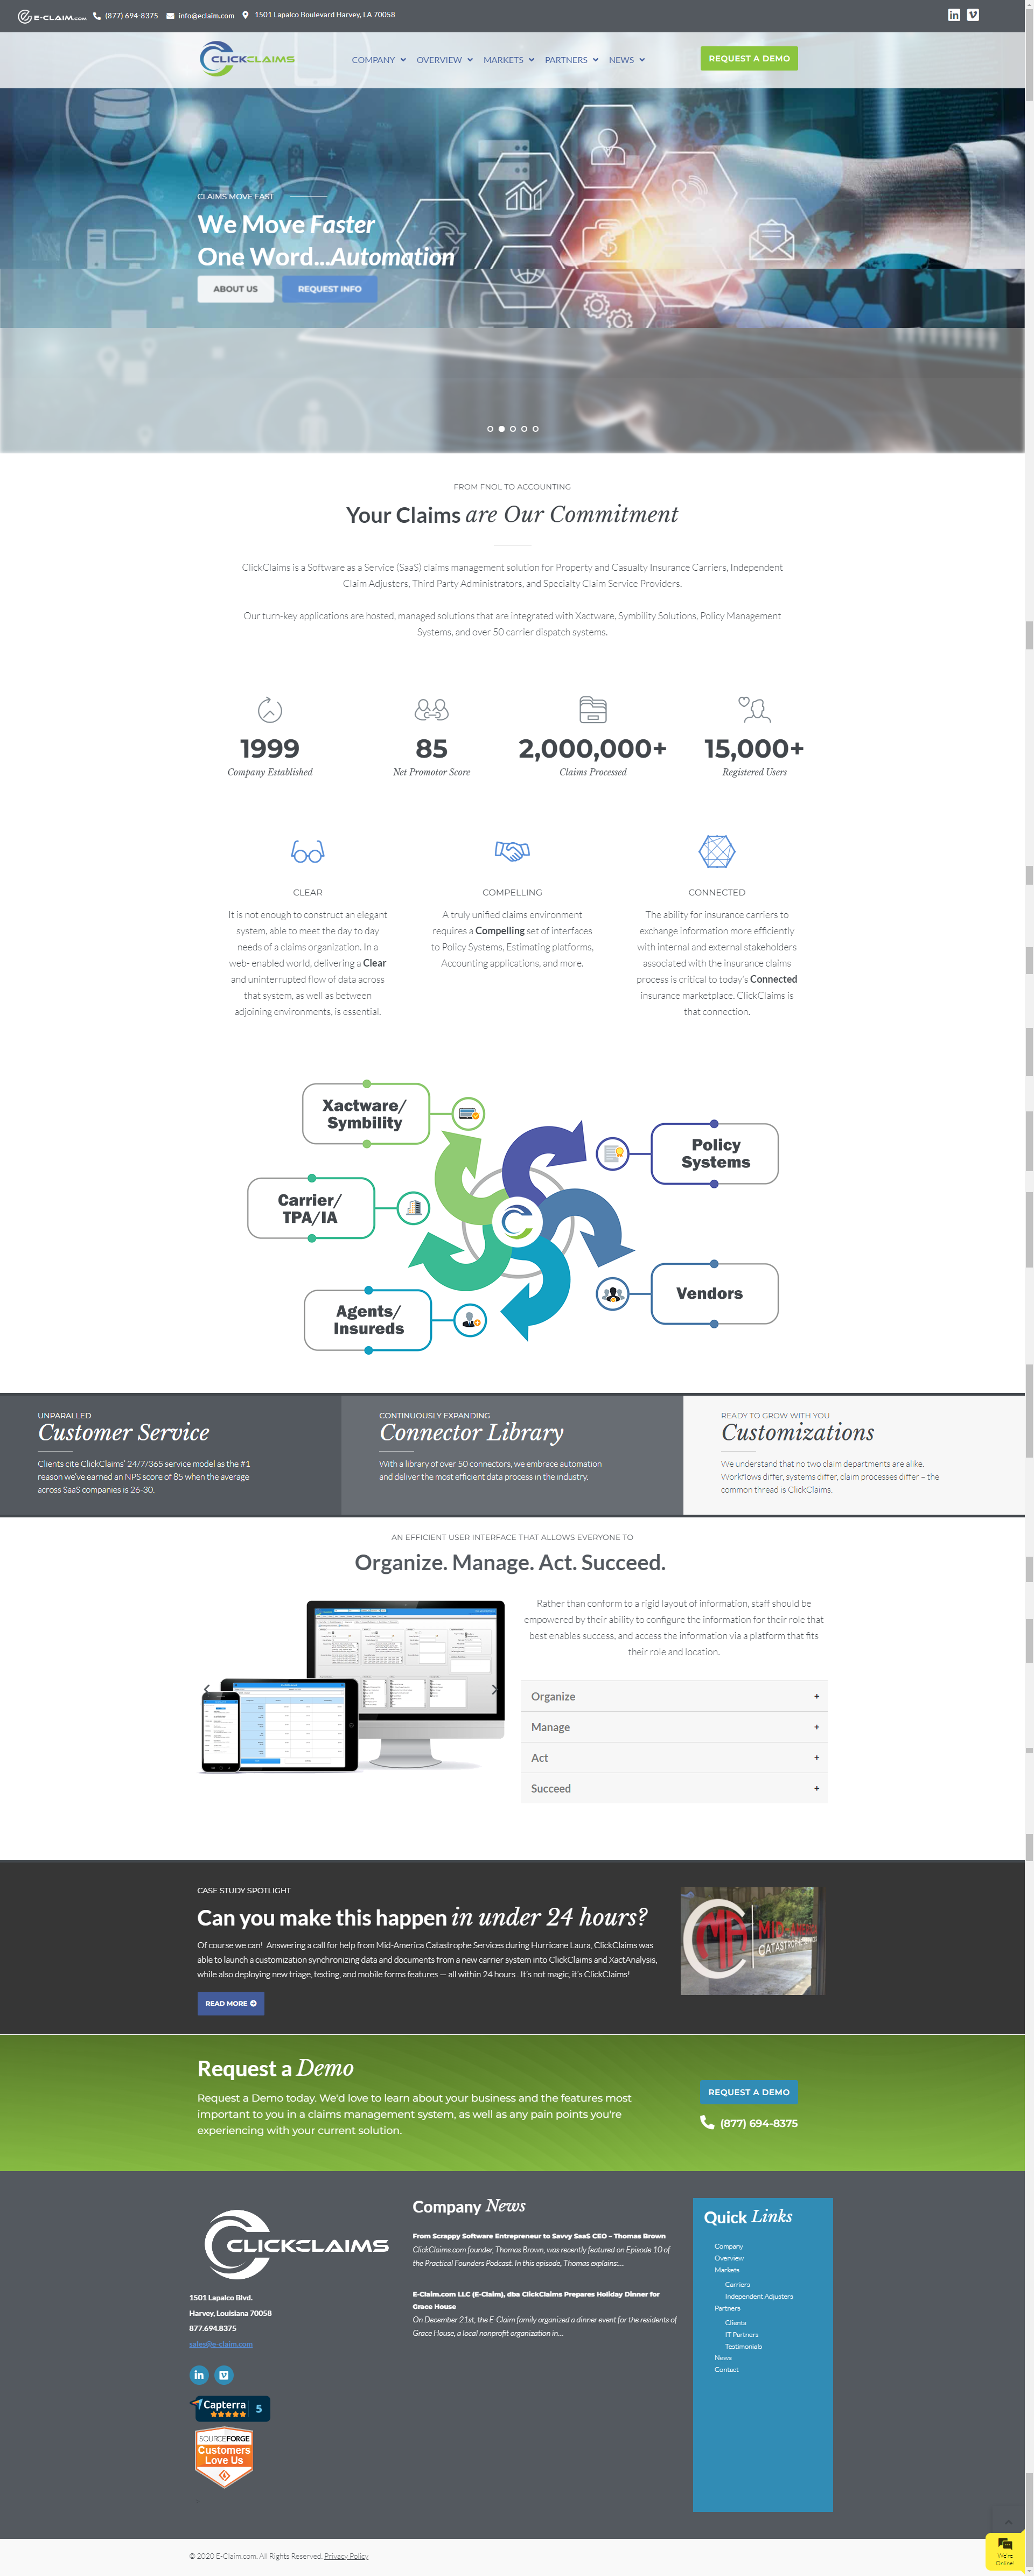 E-CLAIM.COM (877) 694-8375 info@eclaim.com 1501 Lapalco Boulevard Harvey, LA 70058
CLICKCLAIMS COMPANY OVERVIEW MARKETS PARTNERS NEWS REQUEST A DEMO
CLAIMS MOVE FAST
We Move Faster
One Word...Automation
ABOUT US REQUEST INFO
FROM FNOL TO ACCOUNTING
Your Claims are Our Commitment
ClickClaims is a Software as a Service (SaaS) claims management solution for Property and Casualty Insurance Carriers, Independent
Claim Adjusters, Third Party Administrators, and Specialty Claim Service Providers.
Our turn-key applications are hosted, managed solutions that are integrated with Xactware, Symbility Solutions, Policy Management
Systems, and over 50 carrier dispatch systems.
1999
Company Established
85
Net Promotor Score
2,000,000+
Claims Processed
15,000+
Registered Users
CLEAR
It is not enough to construct an elegant
system, able to meet the day to day
needs of a claims organization. In a
web- enabled world, delivering a Clear
and uninterrupted flow of data across
that system, as well as between
adjoining environments, is essential.
COMPELLING
A truly unified claims environment
requires a Compelling set of interfaces
to Policy Systems, Estimating platforms,
Accounting applications, and more.
CONNECTED
The ability for insurance carriers to
exchange information more efficiently
with internal and external stakeholders
associated with the insurance claims
process is critical to today's Connected
insurance marketplace. ClickClaims is
that connection.
Xactware/
Symbility
Policy
Systems
Carrier/
TPA/IA
Vendors
Agents/
Insureds
UNPARALLED
Customer Service
Clients cite ClickClaims' 24/7/365 service model as the #1
reason we've earned an NPS score of 85 when the average
across SaaS companies is 26-30.
CONTINUOUSLY EXPANDING
Connector Library
With a library of over 50 connectors, we embrace automation
and deliver the most efficient data process in the industry.
READY TO GROW WITH YOU
Customizations
We understand that no two claim departments are alike.
Workflows differ, systems differ, claim processes differ – the
common thread is ClickClaims.
AN EFFICIENT USER INTERFACE THAT ALLOWS EVERYONE TO
Organize. Manage. Act. Succeed.
Rather than conform to a rigid layout of information, staff should be
empowered by their ability to configure the information for their role that
best enables success, and access the information via a platform that fits
their role and location.
Organize +
Manage +
Act +
Succeed +
CASE STUDY SPOTLIGHT
Can you make this happen in under 24 hours?
Of course we can! Answering a call for help from Mid-America Catastrophe Services during Hurricane Laura, ClickClaims was
able to launch a customization synchronizing data and documents from a new carrier system into ClickClaims and XactAnalysis,
while also deploying new triage, texting, and mobile forms features — all within 24 hours . It's not magic, it's ClickClaims!
READ MORE
Request a Demo
Request a Demo today. We'd love to learn about your business and the features most
important to you in a claims management system, as well as any pain points you're
experiencing with your current solution.
REQUEST A DEMO
(877) 694-8375
CLICKCLAIMS
1501 Lapalco Blvd.
Harvey, Louisiana 70058
877.694.8375
sales@e-claim.com
Capterra 5
SOURCEFORGE
Customers
Love Us
Company News
From Scrappy Software Entrepreneur to Savvy SaaS CEO – Thomas Brown
ClickClaims.com founder, Thomas Brown, was recently featured on Episode 10 of
the Practical Founders Podcast. In this episode, Thomas explains:...
E-Claim.com LLC (E-Claim), dba ClickClaims Prepares Holiday Dinner for
Grace House
On December 21st, the E-Claim family organized a dinner event for the residents of
Grace House, a local nonprofit organization in...
Quick Links
Company
Overview
Markets
Carriers
Independent Adjusters
Partners
Clients
IT Partners
Testimonials
News
Contact
We're
Online!
© 2020 E-Claim.com. All Rights Reserved. Privacy Policy